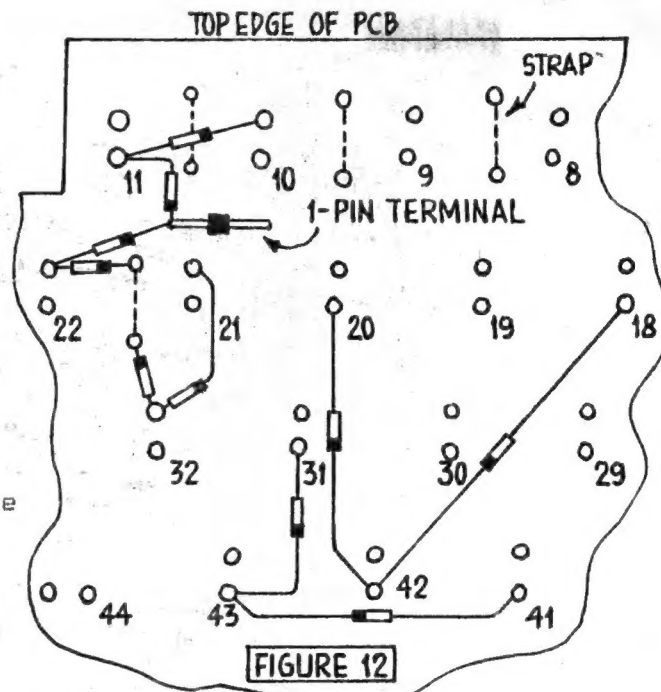 TOP EDGE OF PCB
STRAP
11 10 9 8
1-PIN TERMINAL
22 21 20 19 18
32 31 30 29
44 43 42 41
FIGURE 12
e